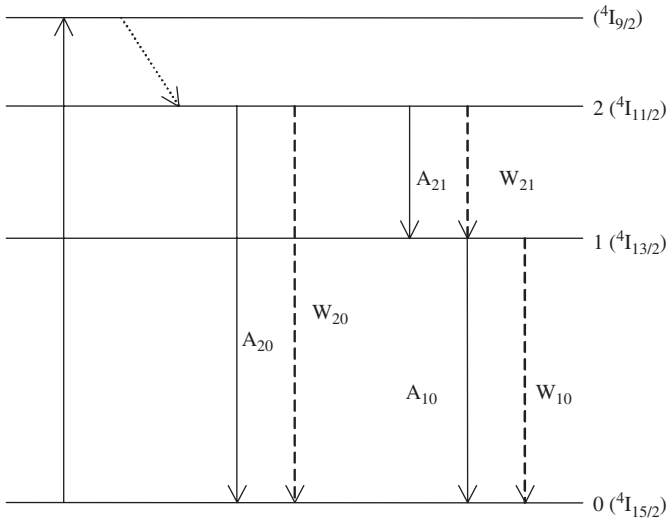 (⁴I₉/₂)
2 (⁴I₁₁/₂)
A₂₁
W₂₁
1 (⁴I₁₃/₂)
W₂₀
A₂₀
A₁₀
W₁₀
0 (⁴I₁₅/₂)